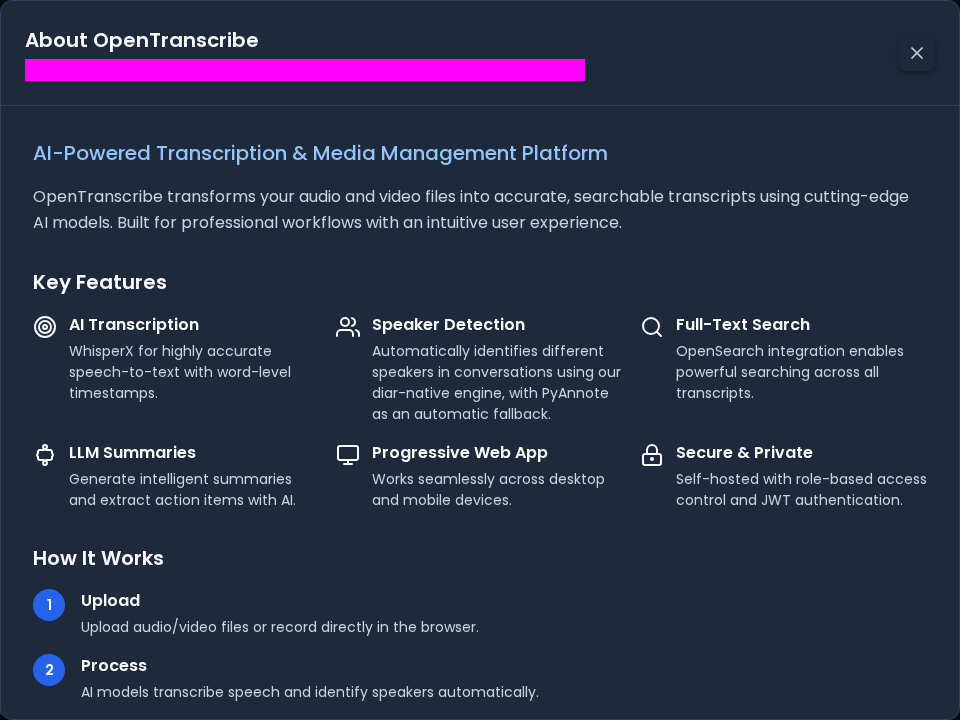 About OpenTranscribe
AI-Powered Transcription & Media Management Platform
OpenTranscribe transforms your audio and video files into accurate, searchable transcripts using cutting-edge
AI models. Built for professional workflows with an intuitive user experience.
Key Features
AI Transcription
WhisperX for highly accurate
speech-to-text with word-level
timestamps.
Speaker Detection
Automatically identifies different
speakers in conversations using our
diar-native engine, with PyAnnote
as an automatic fallback.
Full-Text Search
OpenSearch integration enables
powerful searching across all
transcripts.
LLM Summaries
Generate intelligent summaries
and extract action items with AI.
Progressive Web App
Works seamlessly across desktop
and mobile devices.
Secure & Private
Self-hosted with role-based access
control and JWT authentication.
How It Works
1
Upload
Upload audio/video files or record directly in the browser.
2
Process
AI models transcribe speech and identify speakers automatically.